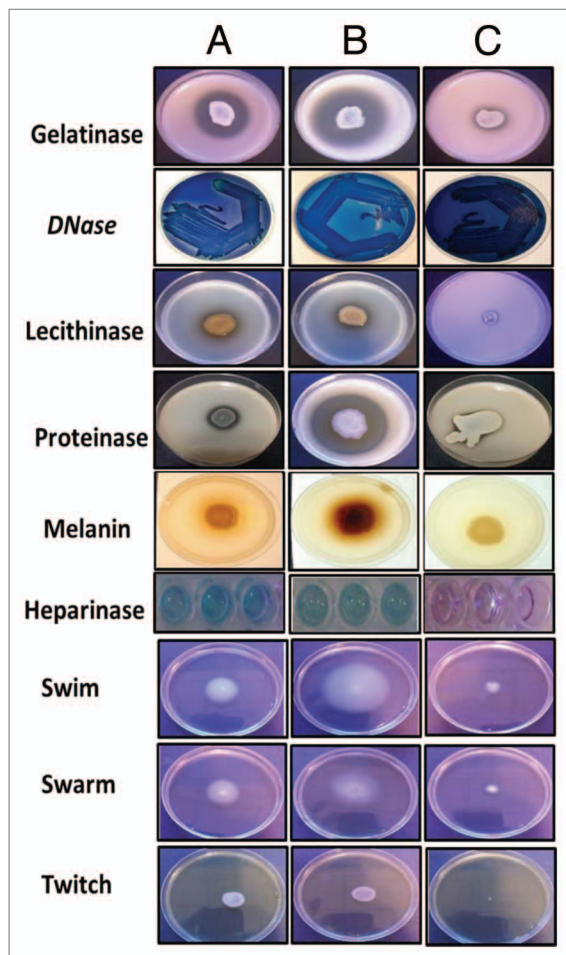 A B C
Gelatinase
DNase
Lecithinase
Proteinase
Melanin
Heparinase
Swim
Swarm
Twitch